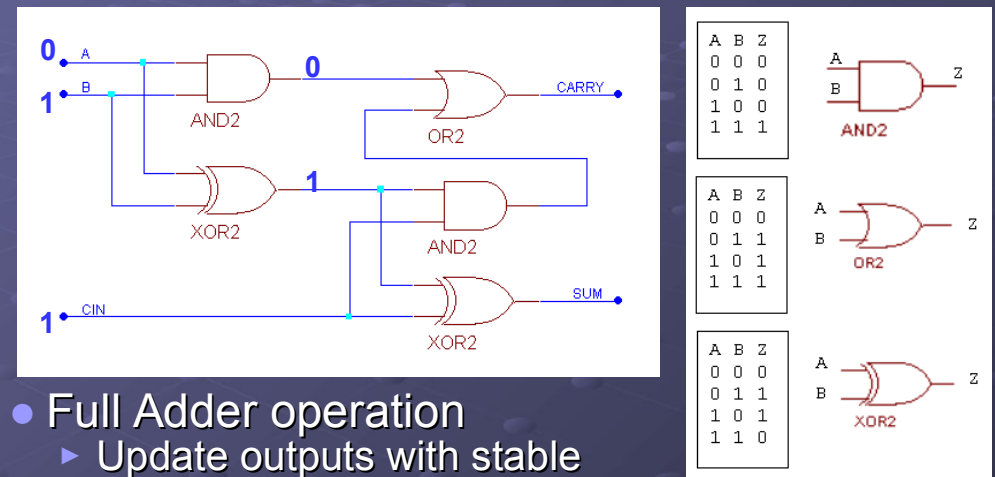 0
A
0
CARRY
B
1
AND2
OR2
1
XOR2
AND2
SUM
CIN
1
XOR2
A B Z
0 0 0
0 1 0
1 0 0
1 1 1
A
B
Z
AND2
A B Z
0 0 0
0 1 1
1 0 1
1 1 1
A
B
Z
OR2
A B Z
0 0 0
0 1 1
1 0 1
1 1 0
A
B
Z
XOR2
Full Adder operation
Update outputs with stable